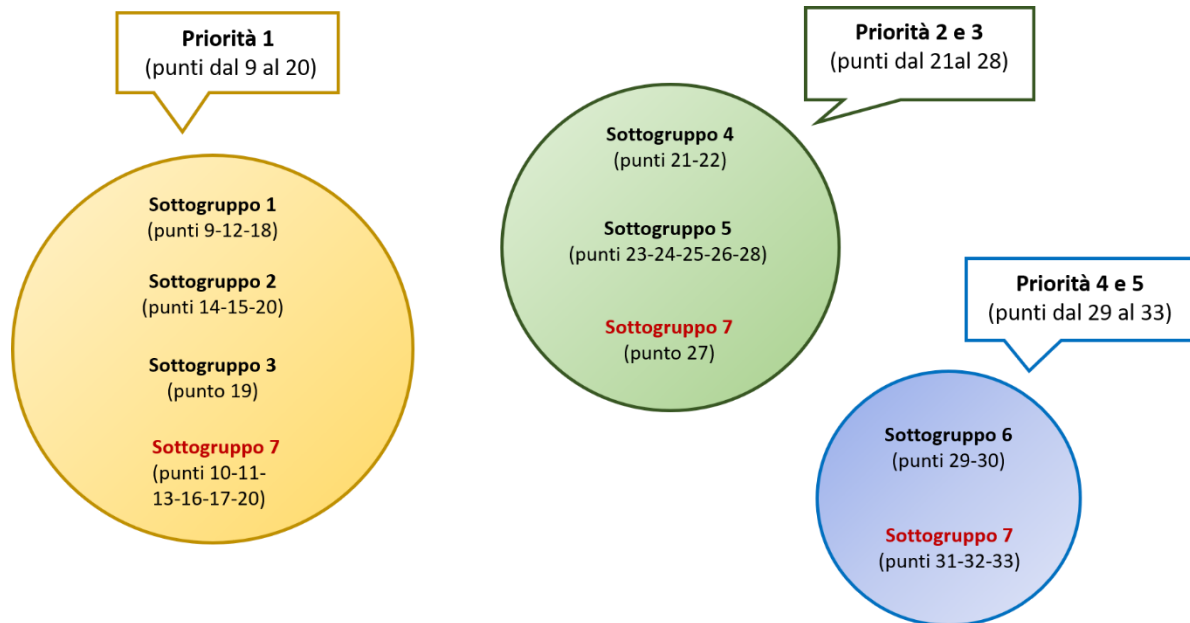 Priorità 1
(punti dal 9 al 20)
Sottogruppo 1
(punti 9-12-18)
Sottogruppo 2
(punti 14-15-20)
Sottogruppo 3
(punto 19)
Sottogruppo 7
(punti 10-11-
13-16-17-20)
Priorità 2 e 3
(punti dal 21al 28)
Sottogruppo 4
(punti 21-22)
Sottogruppo 5
(punti 23-24-25-26-28)
Sottogruppo 7
(punto 27)
Priorità 4 e 5
(punti dal 29 al 33)
Sottogruppo 6
(punti 29-30)
Sottogruppo 7
(punti 31-32-33)